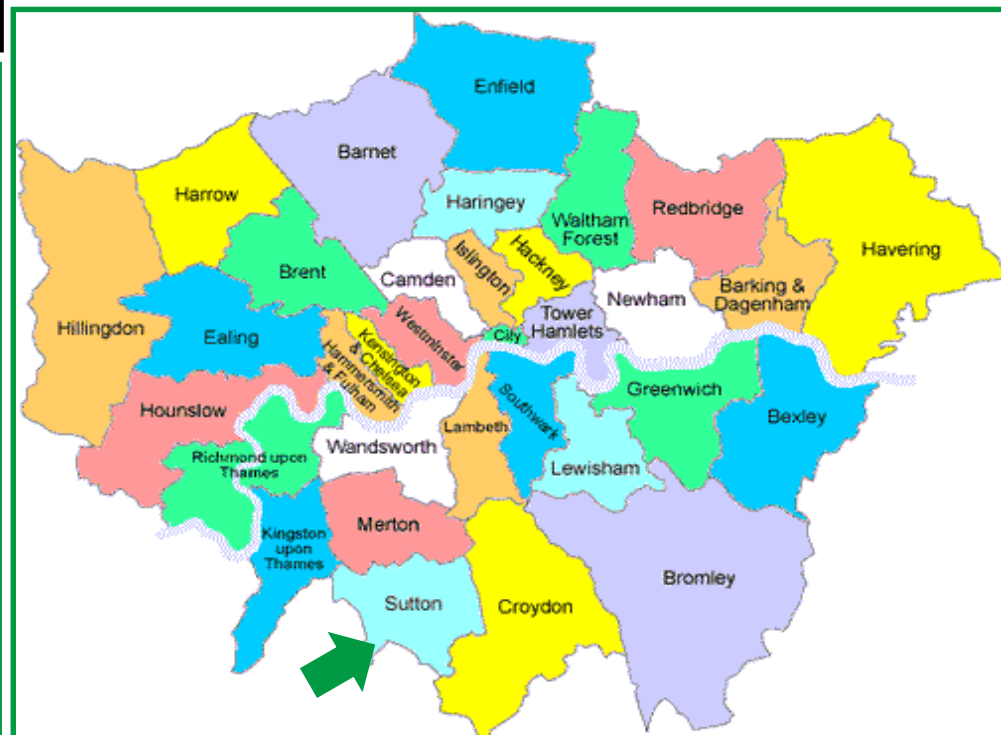 Enfield
Barnet
Harrow
Haringey
Waltham
Forest
Redbridge
Havering
Brent
Camden
Islington
Hackney
Newham
Barking &
Dagenham
Hillingdon
Ealing
Westminster
City
Tower
Hamlets
Kensington
& Chelsea
Hammersmith
& Fulham
Hounslow
Richmond upon
Thames
Wandsworth
Lambeth
Southwark
Lewisham
Greenwich
Bexley
Kingston
upon
Thames
Merton
Sutton
Croydon
Bromley